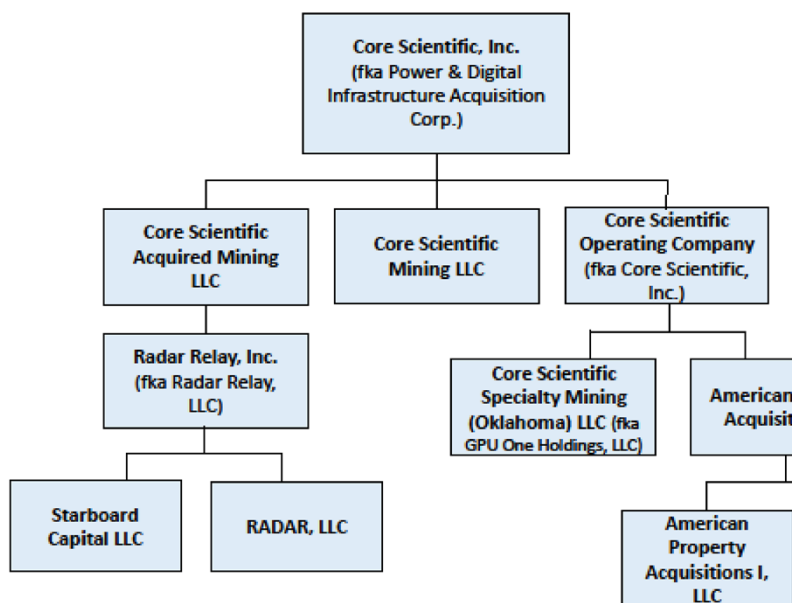 Core Scientific, Inc.
(fka Power & Digital
Infrastructure Acquisition
Corp.)
Core Scientific
Acquired Mining
LLC
Core Scientific
Mining LLC
Core Scientific
Operating Company
(fka Core Scientific,
Inc.)
Radar Relay, Inc.
(fka Radar Relay,
LLC)
Core Scientific
Specialty Mining
(Oklahoma) LLC (fka
GPU One Holdings, LLC)
American
Acquisit
Starboard
Capital LLC
RADAR, LLC
American
Property
Acquisitions I,
LLC